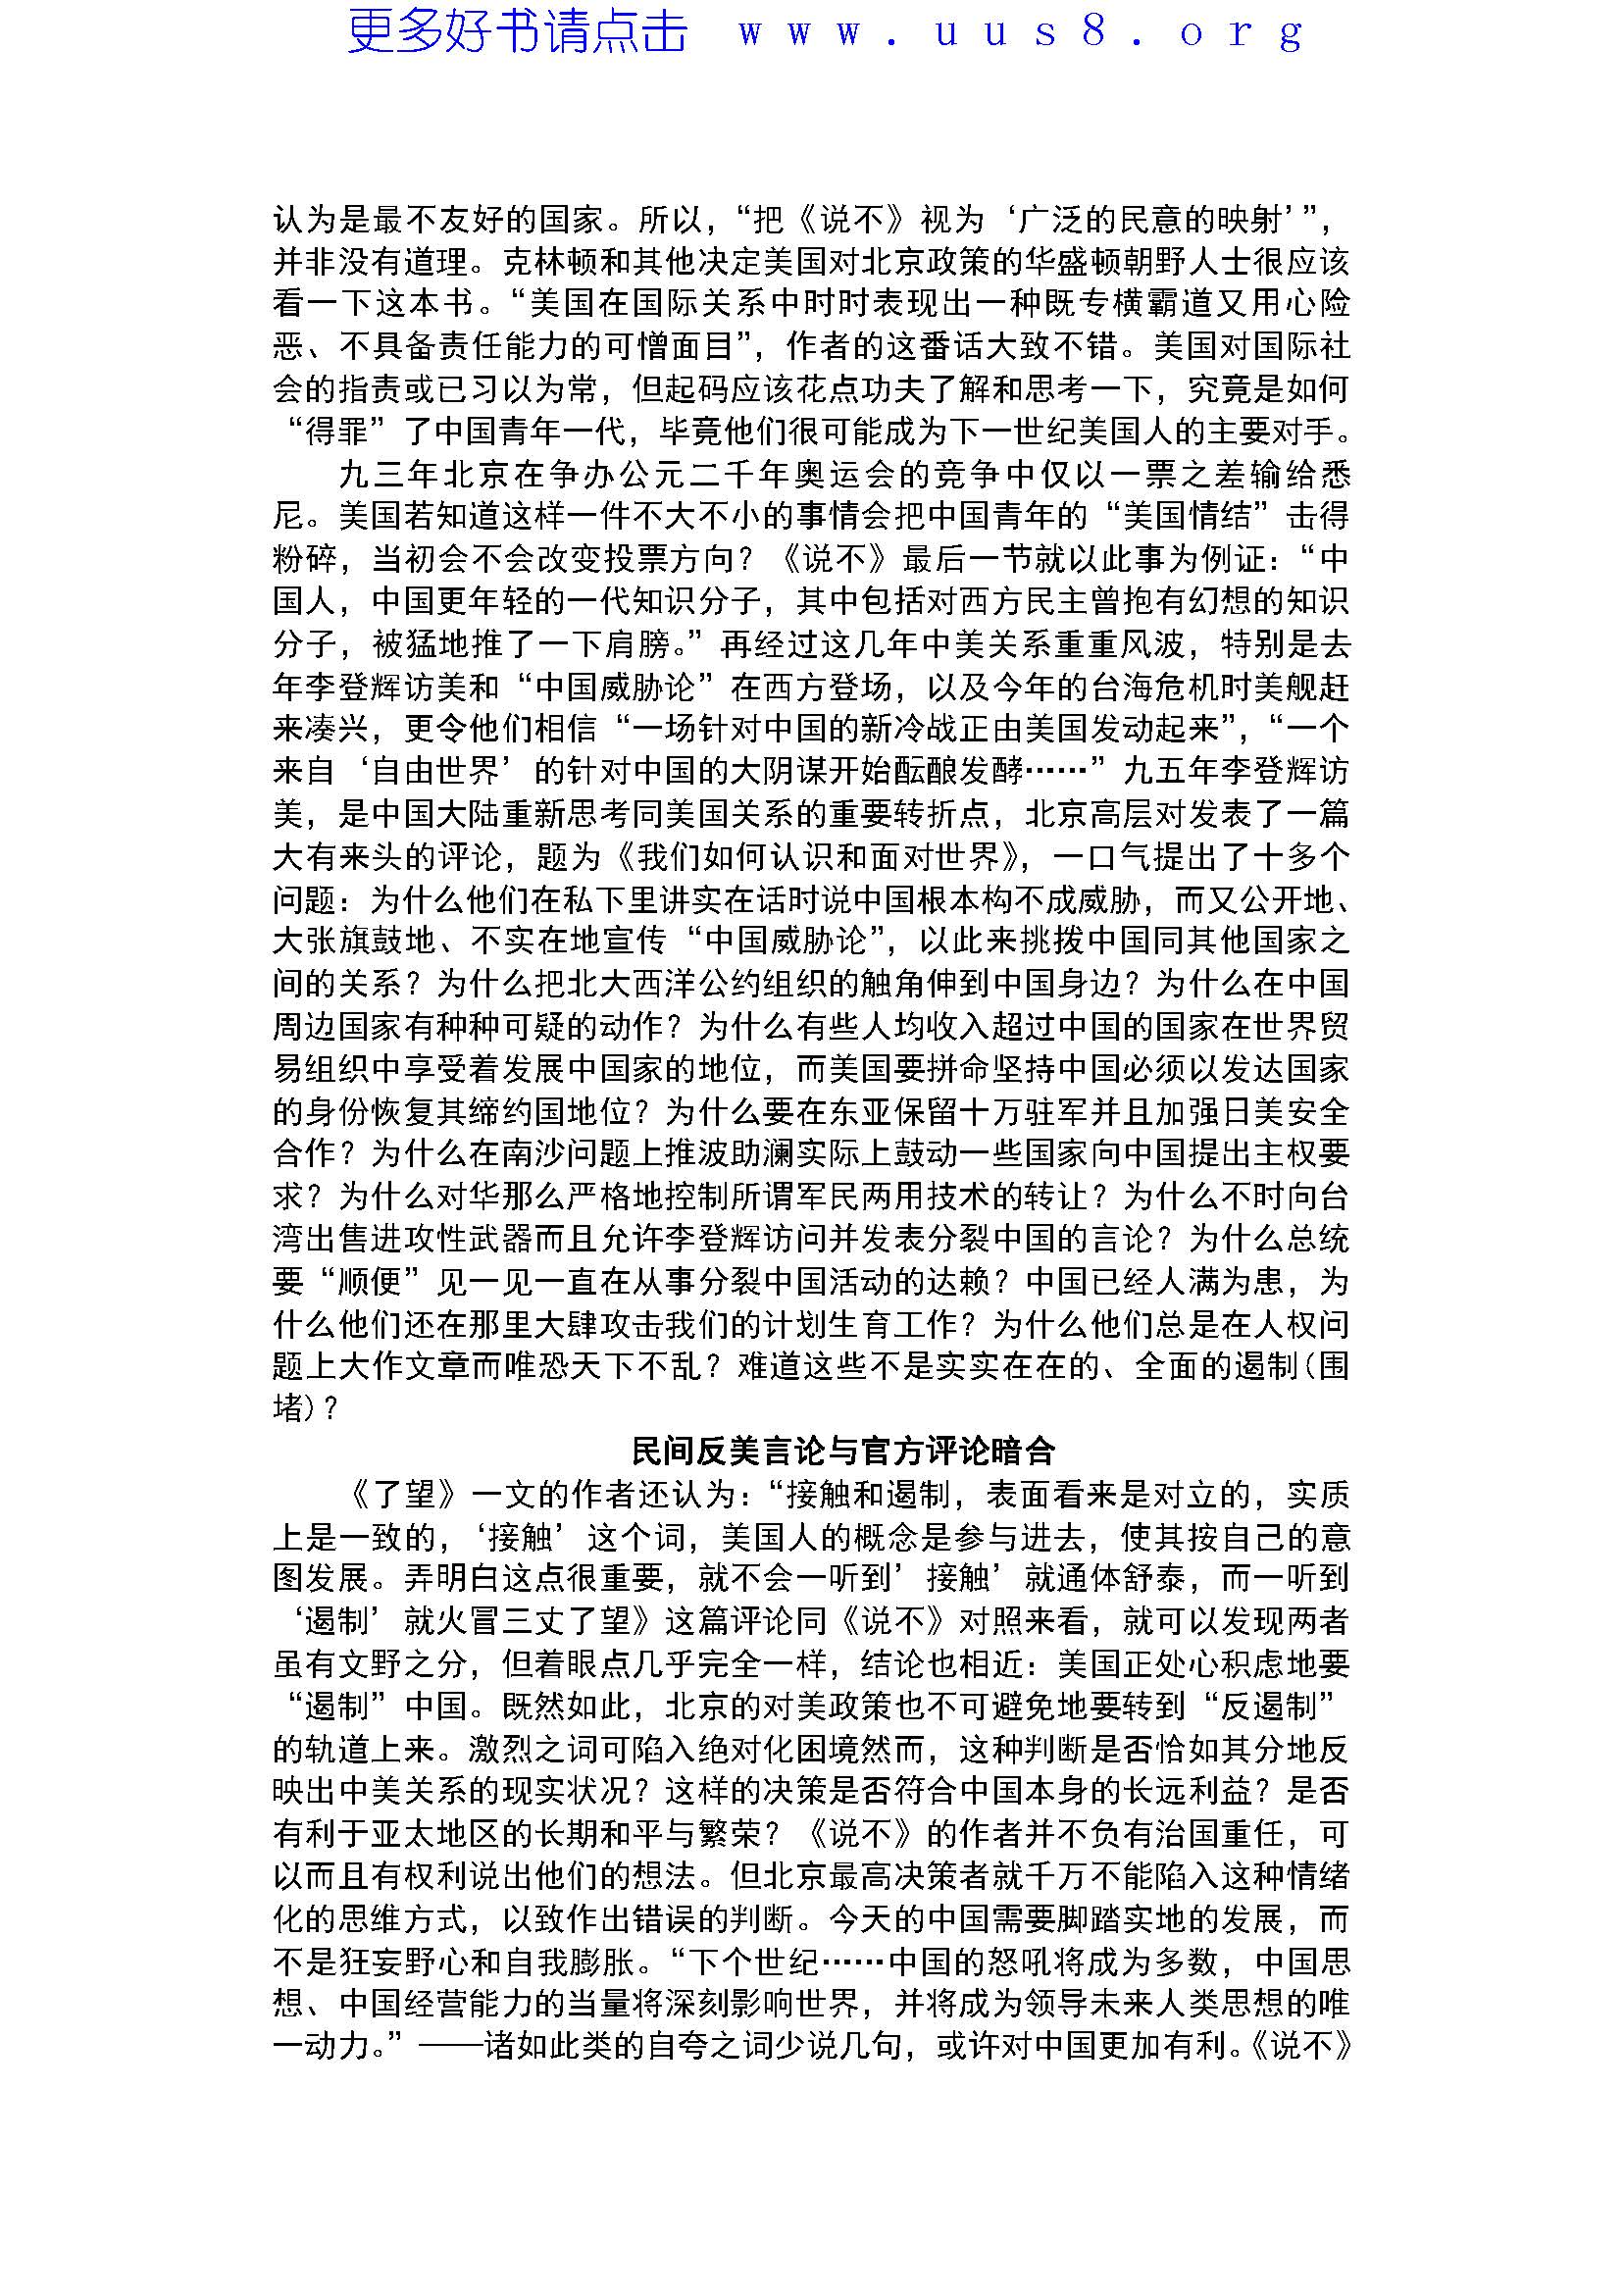 更多好书请点击 www.uus8.org
认为是最不友好的国家。所以，“把《说不》视为‘广泛的民意的映射’”，
并非没有道理。克林顿和其他决定美国对北京政策的华盛顿朝野人士很应该
看一下这本书。“美国在国际关系中时时表现出一种既专横霸道又用心险
恶、不具备责任能力的可憎面目”，作者的这番话大致不错。美国对国际社
会的指责或已习以为常，但起码应该花点功夫了解和思考一下，究竟是如何
“得罪”了中国青年一代，毕竟他们很可能成为下一世纪美国人的主要对手。
九三年北京在争办公元二千年奥运会的竞争中仅以一票之差输给悉
尼。美国若知道这样一件不大不小的事情会把中国青年的“美国情结”击得
粉碎，当初会不会改变投票方向？《说不》最后一节就以此事为例证：“中
国人，中国更年轻的一代知识分子，其中包括对西方民主曾抱有幻想的知识
分子，被猛地推了一下肩膀。”再经过这几年中美关系重重风波，特别是去
年李登辉访美和“中国威胁论”在西方登场，以及今年的台海危机时美舰赶
来凑兴，更令他们相信“一场针对中国的新冷战正由美国发动起来”，“一个
来自‘自由世界’的针对中国的大阴谋开始酝酿发酵……”九五年李登辉访
美，是中国大陆重新思考同美国关系的重要转折点，北京高层对发表了一篇
大有来头的评论，题为《我们如何认识和面对世界》，一口气提出了十多个
问题：为什么他们在私下里讲实在话时说中国根本构不成威胁，而又公开地、
大张旗鼓地、不实在地宣传“中国威胁论”，以此来挑拨中国同其他国家之
间的关系？为什么把北大西洋公约组织的触角伸到中国身边？为什么在中国
周边国家有种种可疑的动作？为什么有些人均收入超过中国的国家在世界贸
易组织中享受着发展中国家的地位，而美国要拼命坚持中国必须以发达国家
的身份恢复其缔约国地位？为什么要在东亚保留十万驻军并且加强日美安全
合作？为什么在南沙问题上推波助澜实际上鼓动一些国家向中国提出主权要
求？为什么对华那么严格地控制所谓军民两用技术的转让？为什么不时向台
湾出售进攻性武器而且允许李登辉访问并发表分裂中国的言论？为什么总统
要“顺便”见一见一直在从事分裂中国活动的达赖？中国已经人满为患，为
什么他们还在那里大肆攻击我们的计划生育工作？为什么他们总是在人权问
题上大作文章而唯恐天下不乱？难道这些不是实实在在的、全面的遏制(围
堵)？
民间反美言论与官方评论暗合
《了望》一文的作者还认为：“接触和遏制，表面看来是对立的，实质
上是一致的，‘接触’这个词，美国人的概念是参与进去，使其按自己的意
图发展。弄明白这点很重要，就不会一听到’接触’就通体舒泰，而一听到
‘遏制’就火冒三丈了望》这篇评论同《说不》对照来看，就可以发现两者
虽有文野之分，但着眼点几乎完全一样，结论也相近：美国正处心积虑地要
“遏制”中国。既然如此，北京的对美政策也不可避免地要转到“反遏制”
的轨道上来。激烈之词可陷入绝对化困境然而，这种判断是否恰如其分地反
映出中美关系的现实状况？这样的决策是否符合中国本身的长远利益？是否
有利于亚太地区的长期和平与繁荣？《说不》的作者并不负有治国重任，可
以而且有权利说出他们的想法。但北京最高决策者就千万不能陷入这种情绪
化的思维方式，以致作出错误的判断。今天的中国需要脚踏实地的发展，而
不是狂妄野心和自我膨胀。“下个世纪……中国的怒吼将成为多数，中国思
想、中国经营能力的当量将深刻影响世界，并将成为领导未来人类思想的唯
一动力。”——诸如此类的自夸之词少说几句，或许对中国更加有利。《说不》